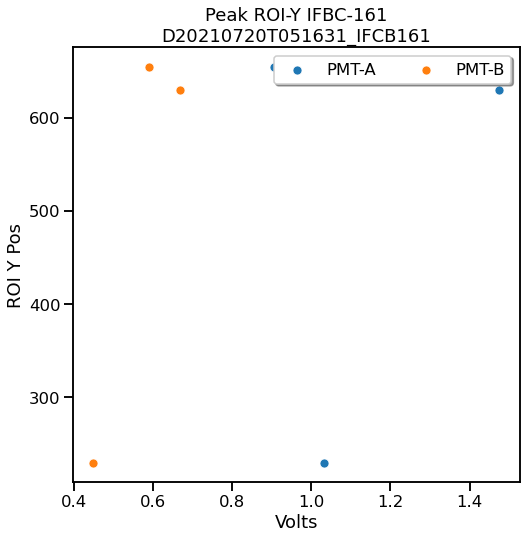 Peak ROI-Y IFBC-161
D20210720T051631_IFCB161
PMT-A PMT-B
600
500
400
300
ROI Y Pos
0.4 0.6 0.8 1.0 1.2 1.4
Volts